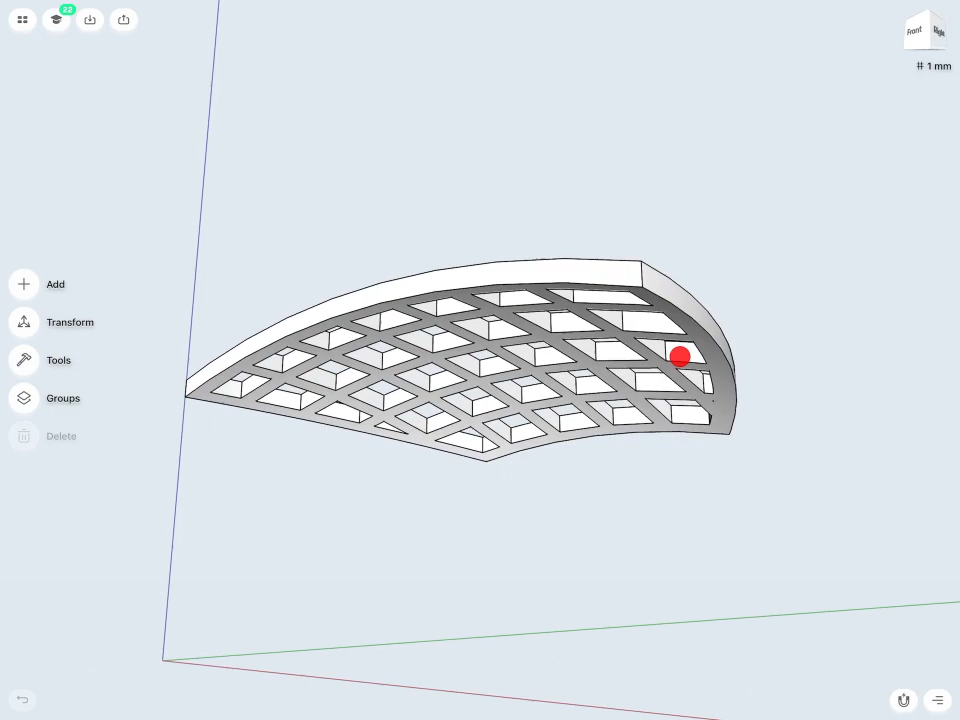 22
Front
Right
# 1 mm
Add
Transform
Tools
Groups
Delete